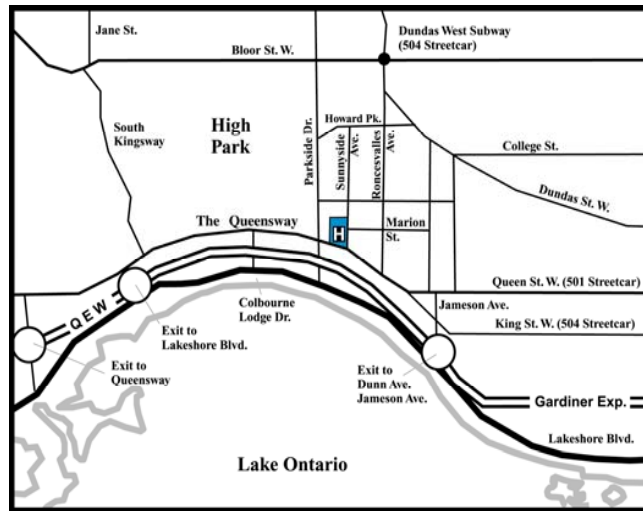 Jane St.
Dundas West Subway
(504 Streetcar)
Bloor St. W.
South
Kingsway
High
Park
Howard Pk.
Parkside Dr.
Sunnyside
Ave.
Roncesvalles
Ave.
College St.
Dundas St. W.
The Queensway
H
Marion
St.
Queen St. W. (501 Streetcar)
QEW
Colbourne
Lodge Dr.
Jameson Ave.
King St. W. (504 Streetcar)
Exit to
Lakeshore Blvd.
Exit to
Queensway
Exit to
Dunn Ave.
Jameson Ave.
Gardiner Exp.
Lakeshore Blvd.
Lake Ontario